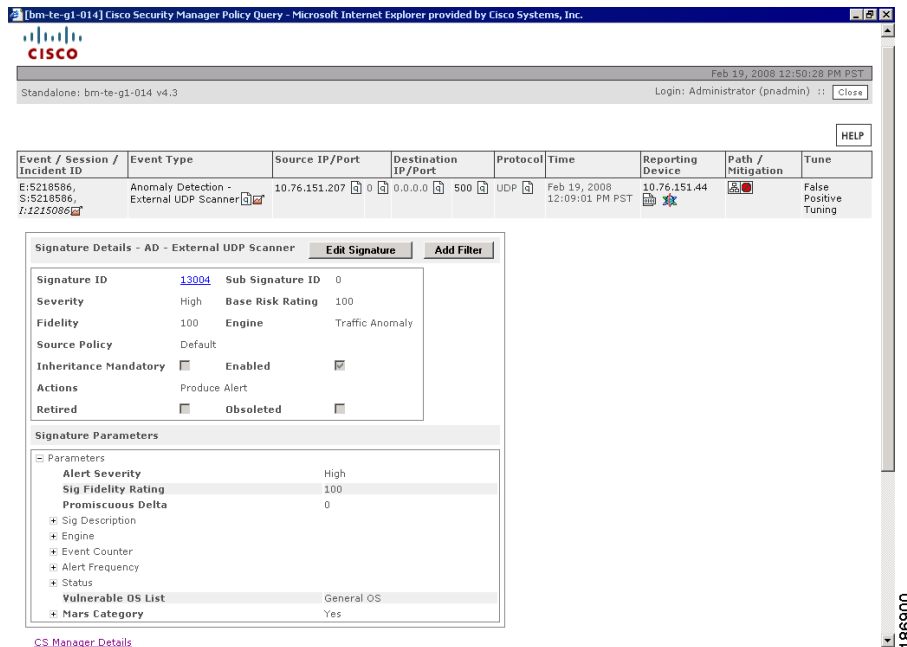 [bm-te-g1-014] Cisco Security Manager Policy Query - Microsoft Internet Explorer provided by Cisco Systems, Inc.
CISCO
Feb 19, 2008 12:50:28 PM PST
Standalone: bm-te-g1-014 v4.3 Login: Administrator (pnadmin) :: Close
HELP
Event / Session / Incident ID Event Type Source IP/Port Destination IP/Port Protocol Time Reporting Device Path / Mitigation Tune
E:5218586, S:5218586, I:1215086 Anomaly Detection - External UDP Scanner q 10.76.151.207 q 0 q 0.0.0.0 q 500 q UDP q Feb 19, 2008 12:09:01 PM PST 10.76.151.44 False Positive Tuning
Signature Details - AD - External UDP Scanner Edit Signature Add Filter
Signature ID 13004 Sub Signature ID 0
Severity High Base Risk Rating 100
Fidelity 100 Engine Traffic Anomaly
Source Policy Default
Inheritance Mandatory Enabled
Actions Produce Alert
Retired Obsoleted
Signature Parameters
Parameters
Alert Severity High
Sig Fidelity Rating 100
Promiscuous Delta 0
Sig Description
Engine
Event Counter
Alert Frequency
Status
Vulnerable OS List General OS
Mars Category Yes
CS Manager Details
186900